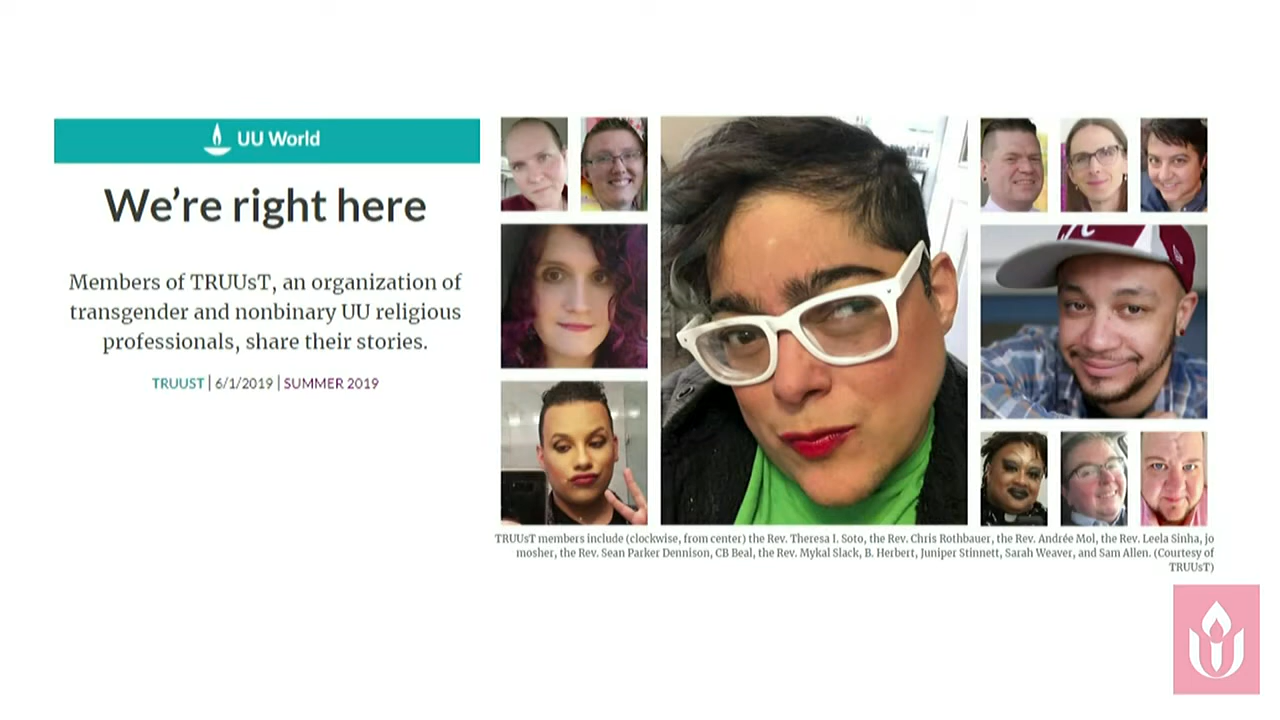 UU World
We're right here
Members of TRUUsT, an organization of
transgender and nonbinary UU religious
professionals, share their stories.
TRUUST | 6/1/2019 | SUMMER 2019
TRUUsT members include (clockwise, from center) the Rev. Theresa I. Soto, the Rev. Chris Rothbauer, the Rev. Andrée Mol, the Rev. Leela Sinha, jo
mosher, the Rev. Sean Parker Dennison, CB Beal, the Rev. Mykal Slack, B. Herbert, Juniper Stinnett, Sarah Weaver, and Sam Allen. (Courtesy of
TRUUsT)